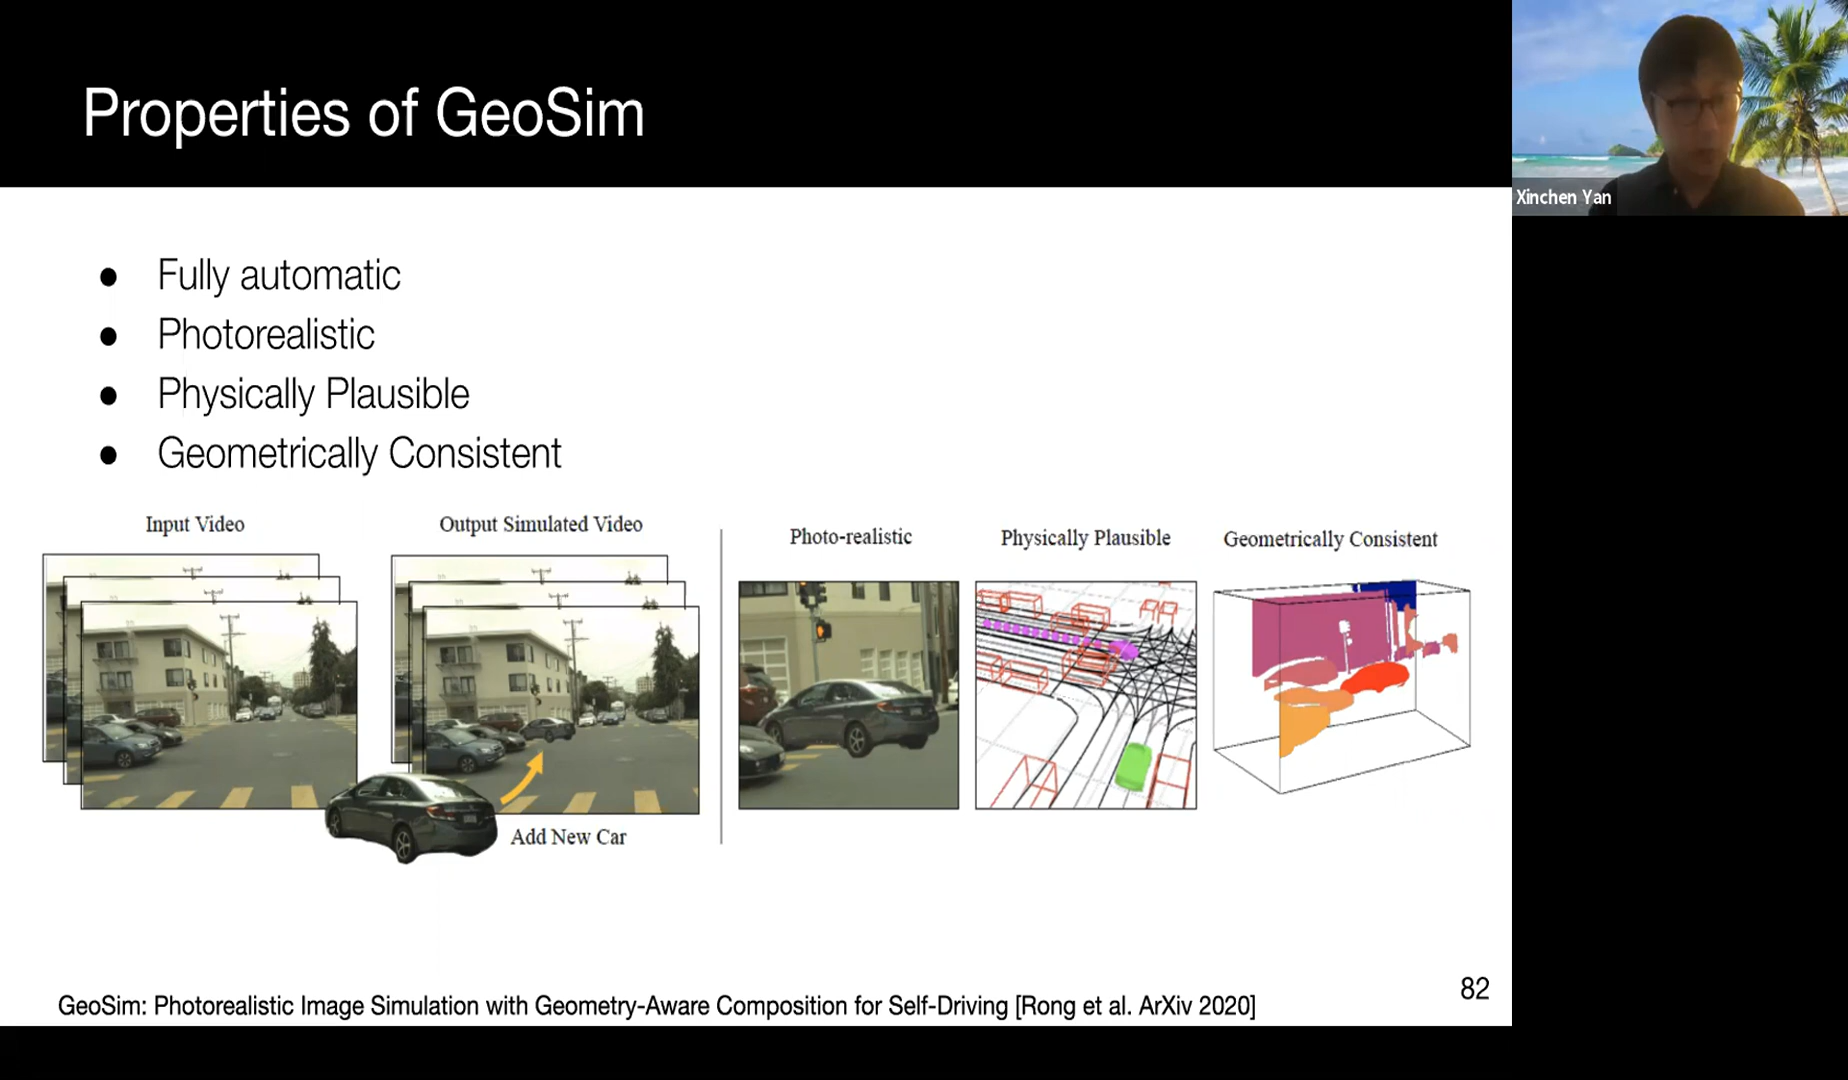 Properties of GeoSim
Xinchen Yan
Fully automatic
Photorealistic
Physically Plausible
Geometrically Consistent
Input Video
Output Simulated Video
Photo-realistic
Physically Plausible
Geometrically Consistent
Add New Car
82
GeoSim: Photorealistic Image Simulation with Geometry-Aware Composition for Self-Driving [Rong et al. ArXiv 2020]